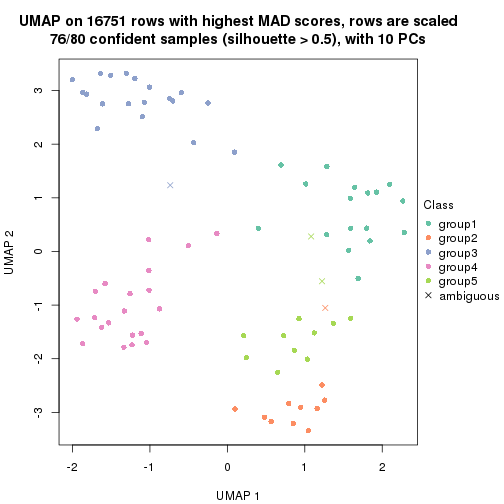 UMAP on 16751 rows with highest MAD scores, rows are scaled
76/80 confident samples (silhouette > 0.5), with 10 PCs
3
2
1
0
-1
-2
-3
UMAP 2
-2
-1
0
1
2
UMAP 1
Class
group1
group2
group3
group4
group5
ambiguous